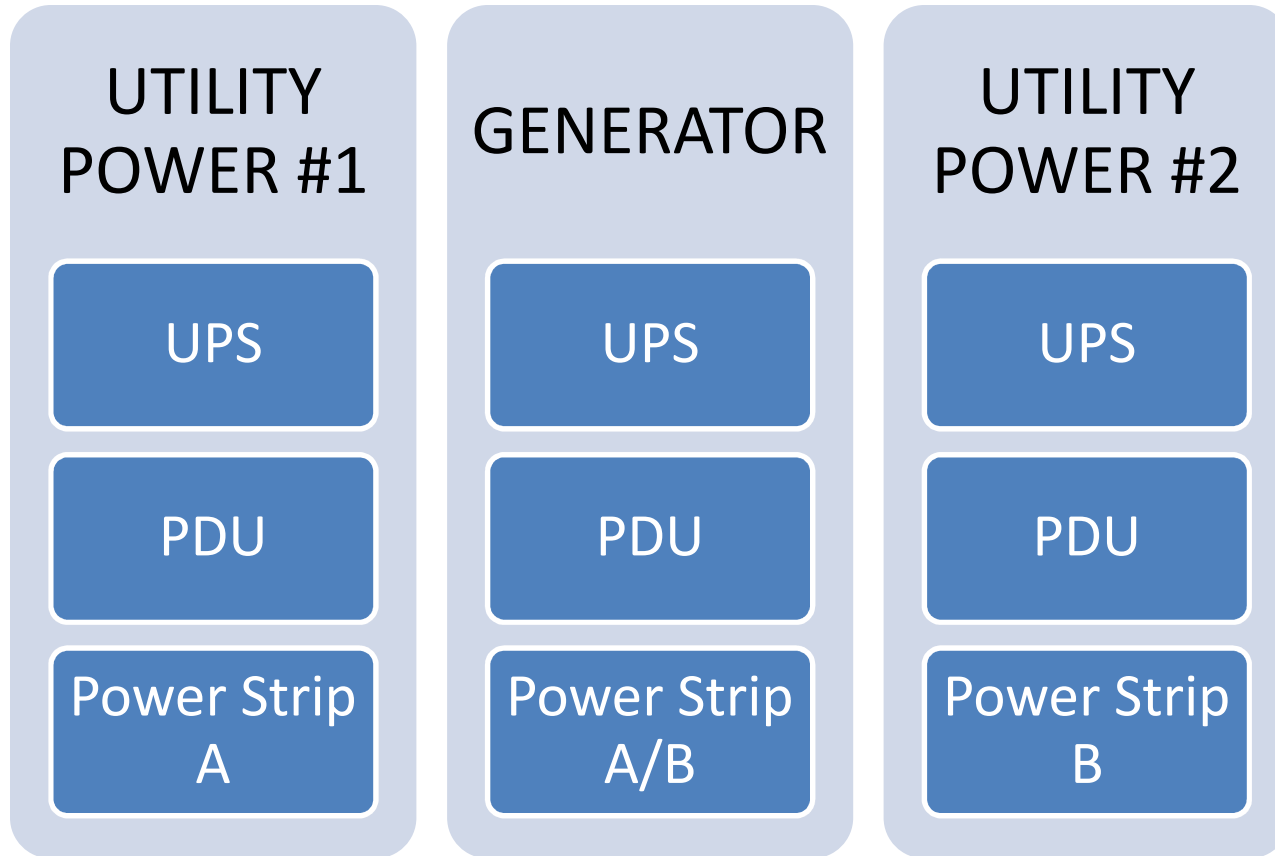 UTILITY
POWER #1
UPS
PDU
Power Strip
A
GENERATOR
UPS
PDU
Power Strip
A/B
UTILITY
POWER #2
UPS
PDU
Power Strip
B